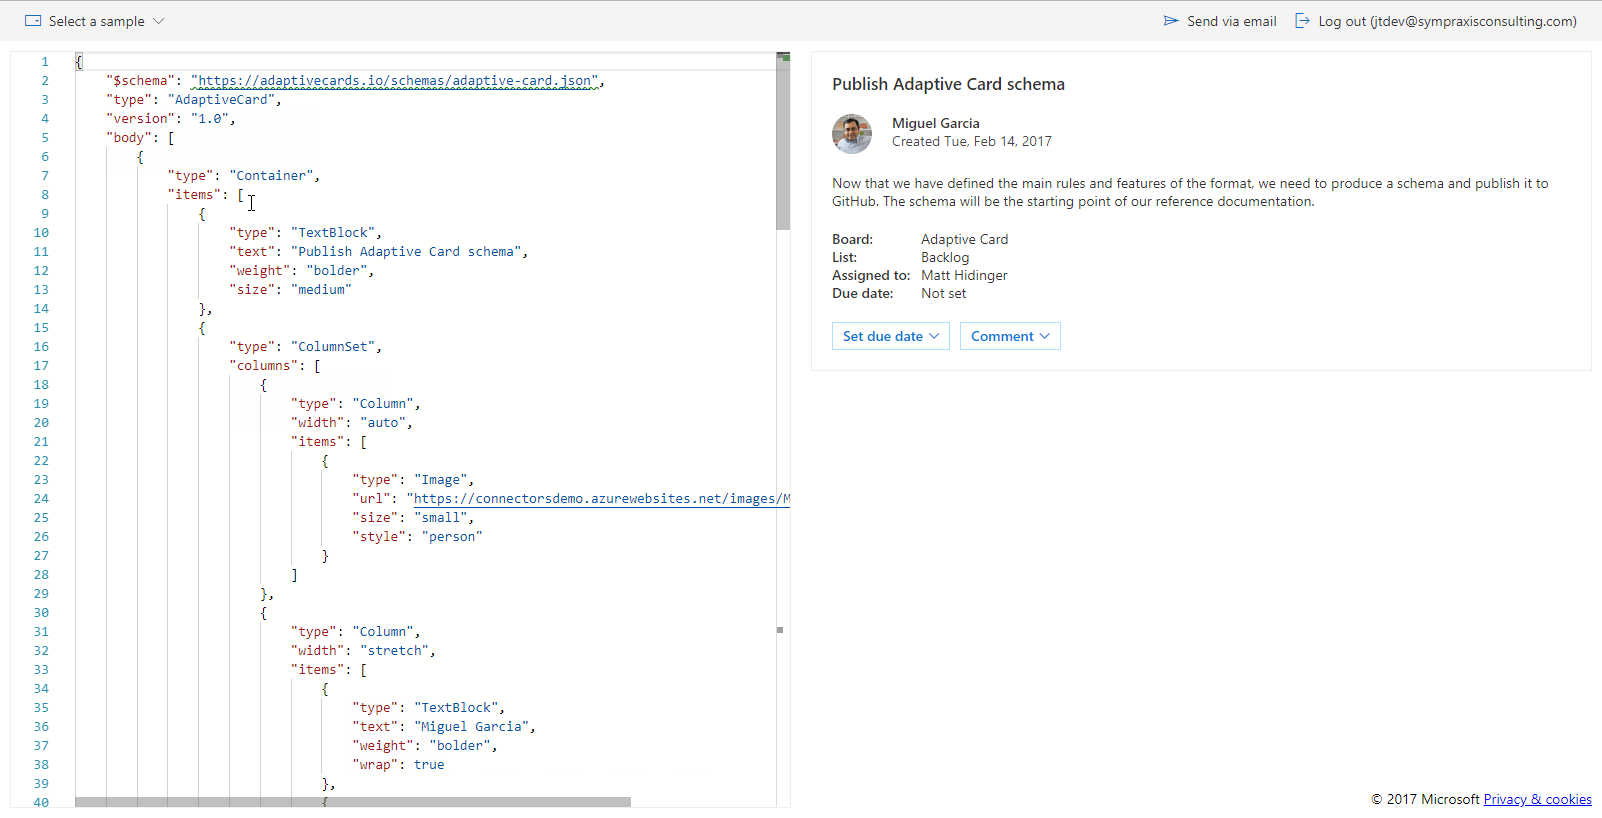 Select a sample
Send via email
Log out (jtdev@sympraxisconsulting.com)
1 {
2 "$schema": "https://adaptivecards.io/schemas/adaptive-card.json",
3 "type": "AdaptiveCard",
4 "version": "1.0",
5 "body": [
6 {
7 "type": "Container",
8 "items": [
9 {
10 "type": "TextBlock",
11 "text": "Publish Adaptive Card schema",
12 "weight": "bolder",
13 "size": "medium"
14 },
15 {
16 "type": "ColumnSet",
17 "columns": [
18 {
19 "type": "Column",
20 "width": "auto",
21 "items": [
22 {
23 "type": "Image",
24 "url": "https://connectorsdemo.azurewebsites.net/images/M
25 "size": "small",
26 "style": "person"
27 }
28 ]
29 },
30 {
31 "type": "Column",
32 "width": "stretch",
33 "items": [
34 {
35 "type": "TextBlock",
36 "text": "Miguel Garcia",
37 "weight": "bolder",
38 "wrap": true
39 },
40 {
Publish Adaptive Card schema
Miguel Garcia
Created Tue, Feb 14, 2017
Now that we have defined the main rules and features of the format, we need to produce a schema and publish it to
GitHub. The schema will be the starting point of our reference documentation.
Board: Adaptive Card
List: Backlog
Assigned to: Matt Hidinger
Due date: Not set
Set due date
Comment
© 2017 Microsoft Privacy & cookies